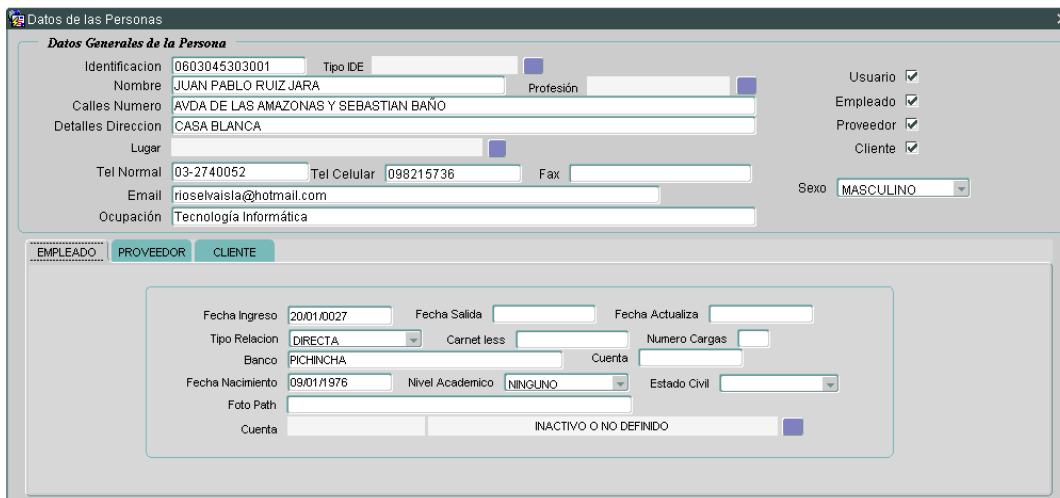 Datos de las Personas
Datos Generales de la Persona
Identificacion 0603045303001 Tipo IDE
Nombre JUAN PABLO RUIZ JARA Profesión
Usuario
Calles Numero AVDA DE LAS AMAZONAS Y SEBASTIAN BAÑO
Empleado
Detalles Direccion CASA BLANCA
Proveedor
Lugar
Cliente
Tel Normal 03-2740052 Tel Celular 098215736 Fax
Email rioselvaisla@hotmail.com
Sexo MASCULINO
Ocupación Tecnología Informática
EMPLEADO PROVEEDOR CLIENTE
Fecha Ingreso 20/01/0027 Fecha Salida Fecha Actualiza
Tipo Relacion DIRECTA Carnet Iess Numero Cargas
Banco PICHINCHA Cuenta
Fecha Nacimiento 09/01/1976 Nivel Academico NINGUNO Estado Civil
Foto Path
Cuenta INACTIVO O NO DEFINIDO